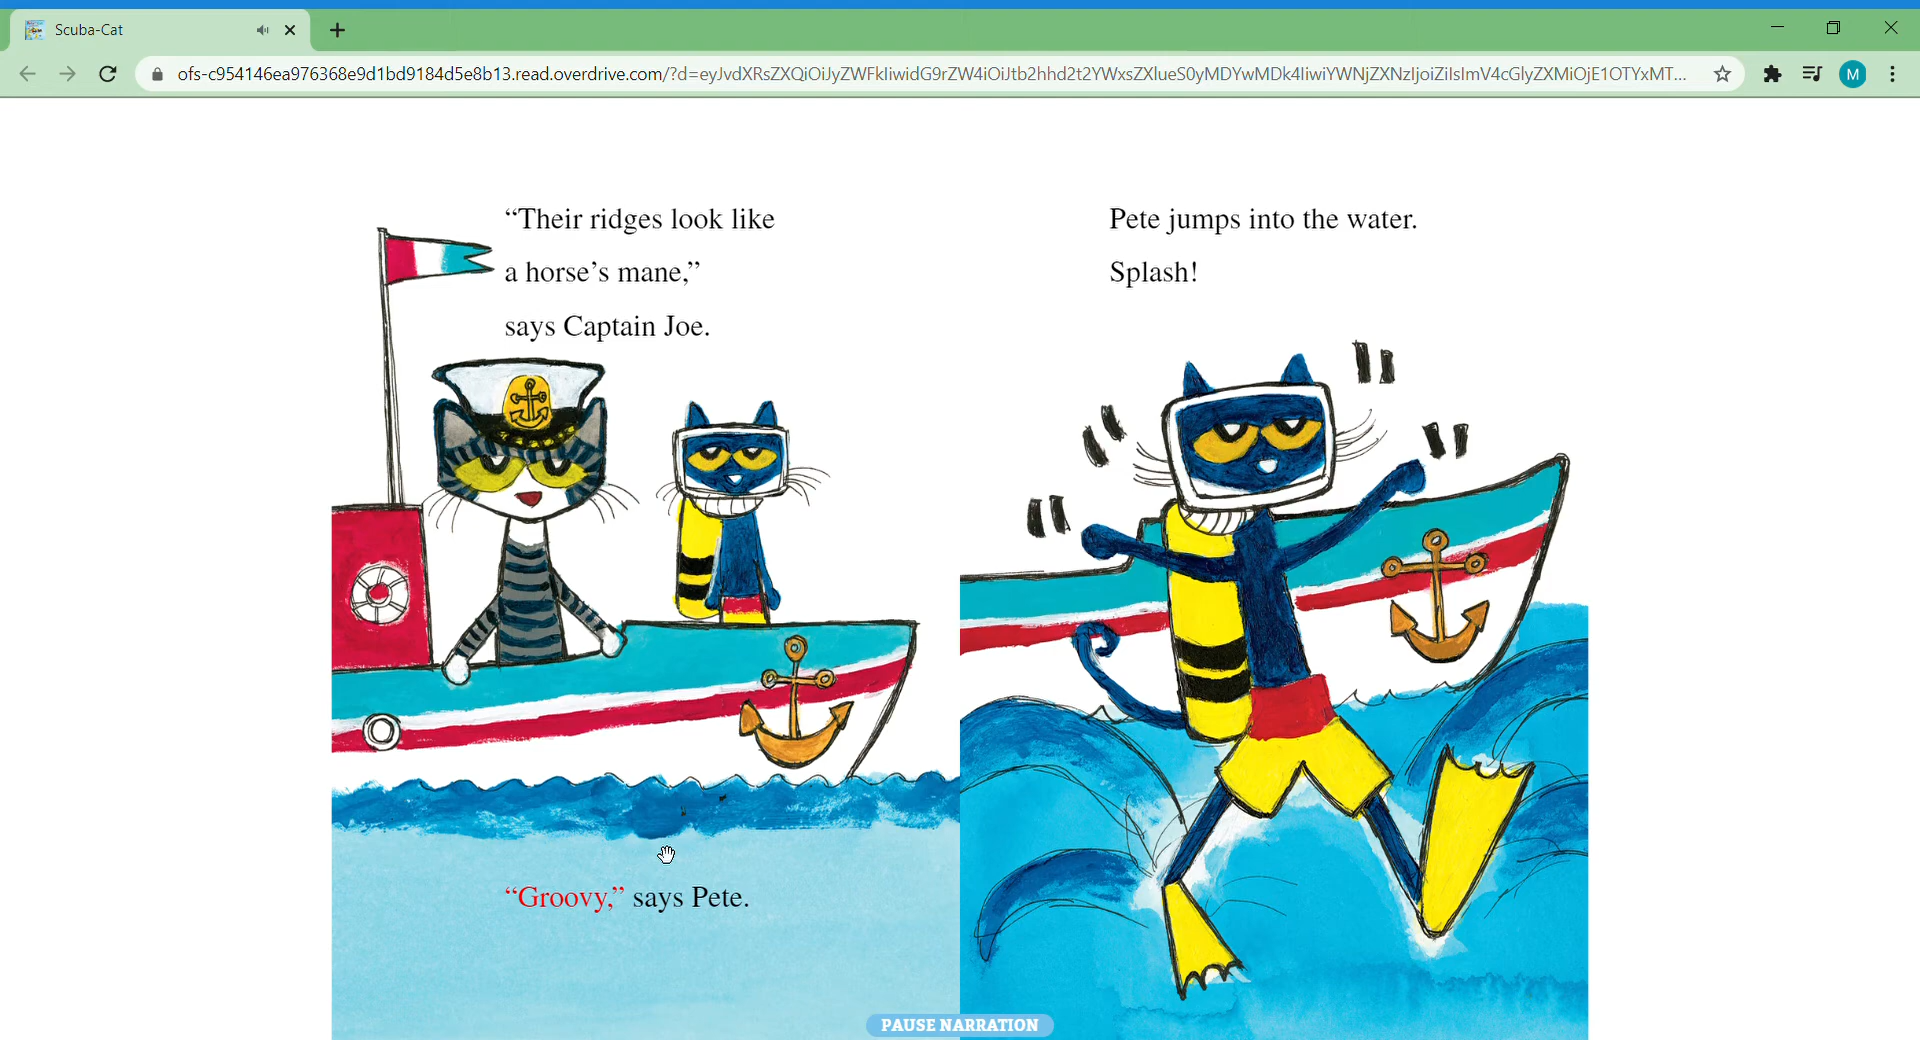 Scuba-Cat
ofs-c954146ea976368e9d1bd9184d5e8b13.read.overdrive.com/?d=eyJvdXRsZXQiOiJyZWFkIiwidG9rZW4iOiJtb2hhd2t2YWxsZXlueS0yMDYwMDk4IiwiYWNjZXNzIjoiZiIsImV4cGlyZXMiOjE1OTYxMT...
M
“Their ridges look like
a horse’s mane,”
says Captain Joe.
“Groovy,” says Pete.
Pete jumps into the water.
Splash!
PAUSE NARRATION